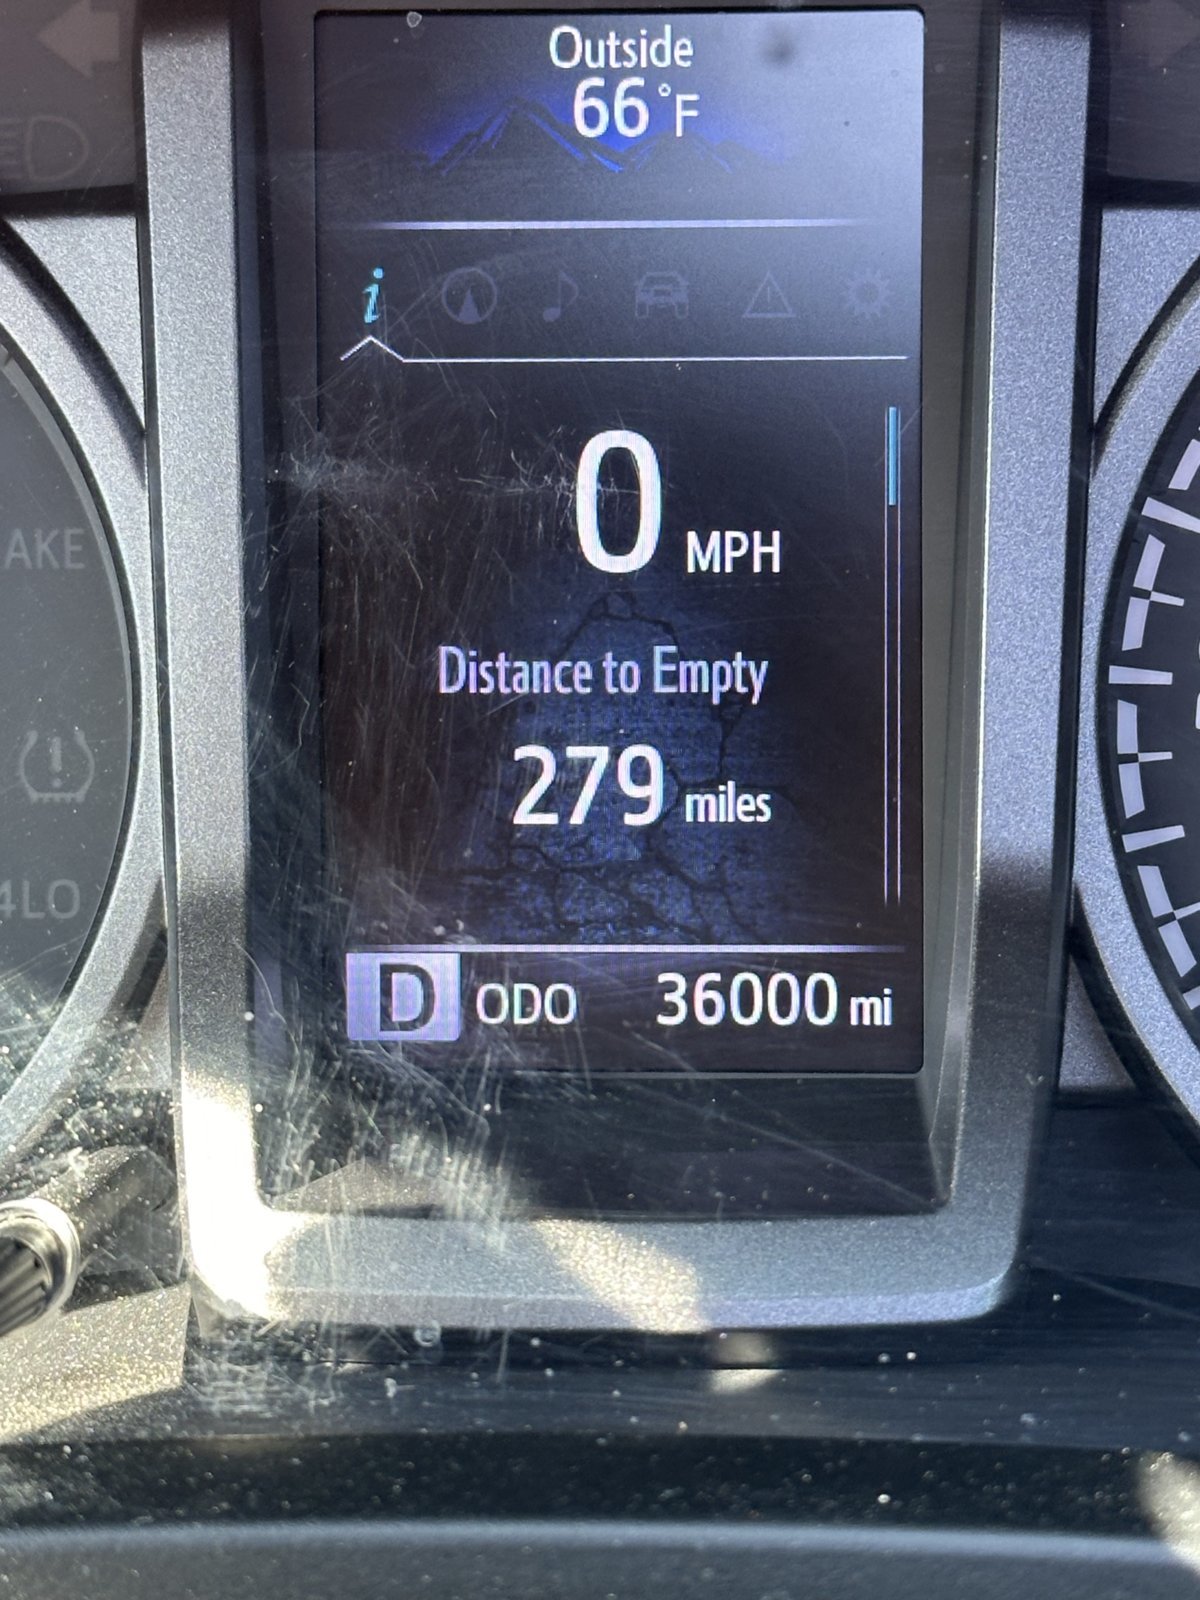 Outside
66°F
i
0 MPH
AKE
Distance to Empty
279 miles
4LO
D ODO 36000 mi